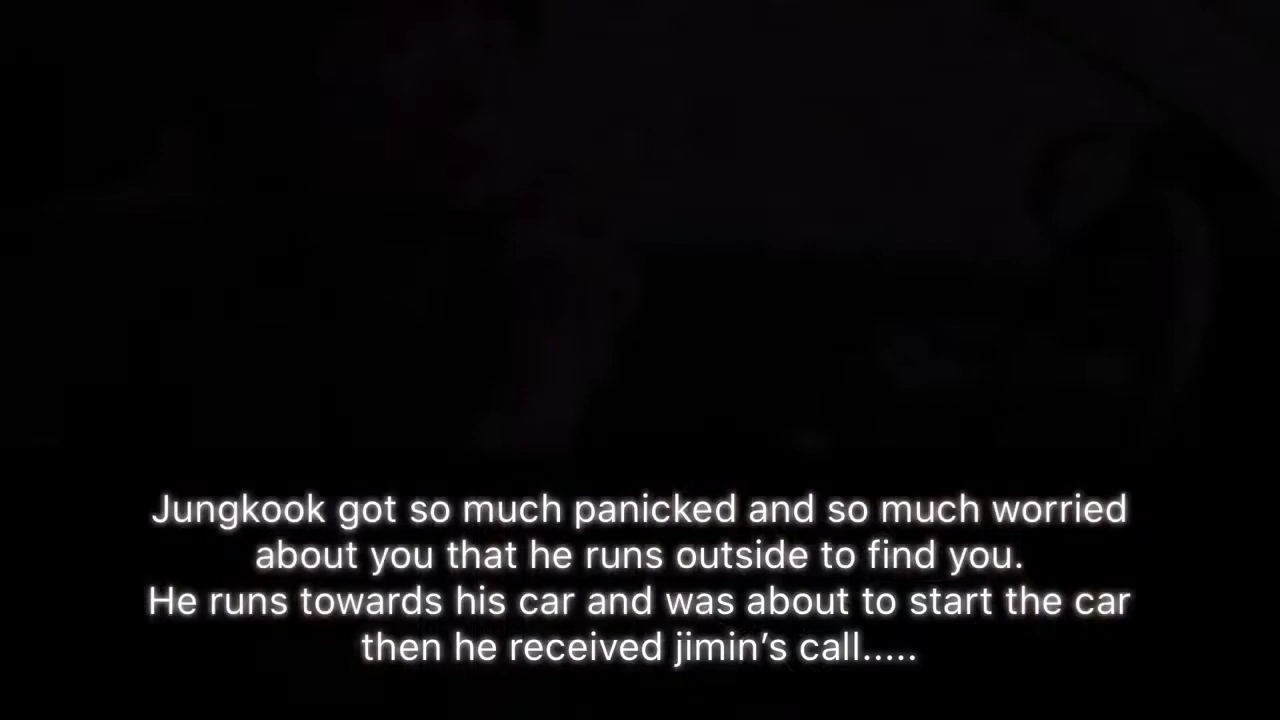 Jungkook got so much panicked and so much worried
about you that he runs outside to find you.
He runs towards his car and was about to start the car
then he received jimin’s call.....